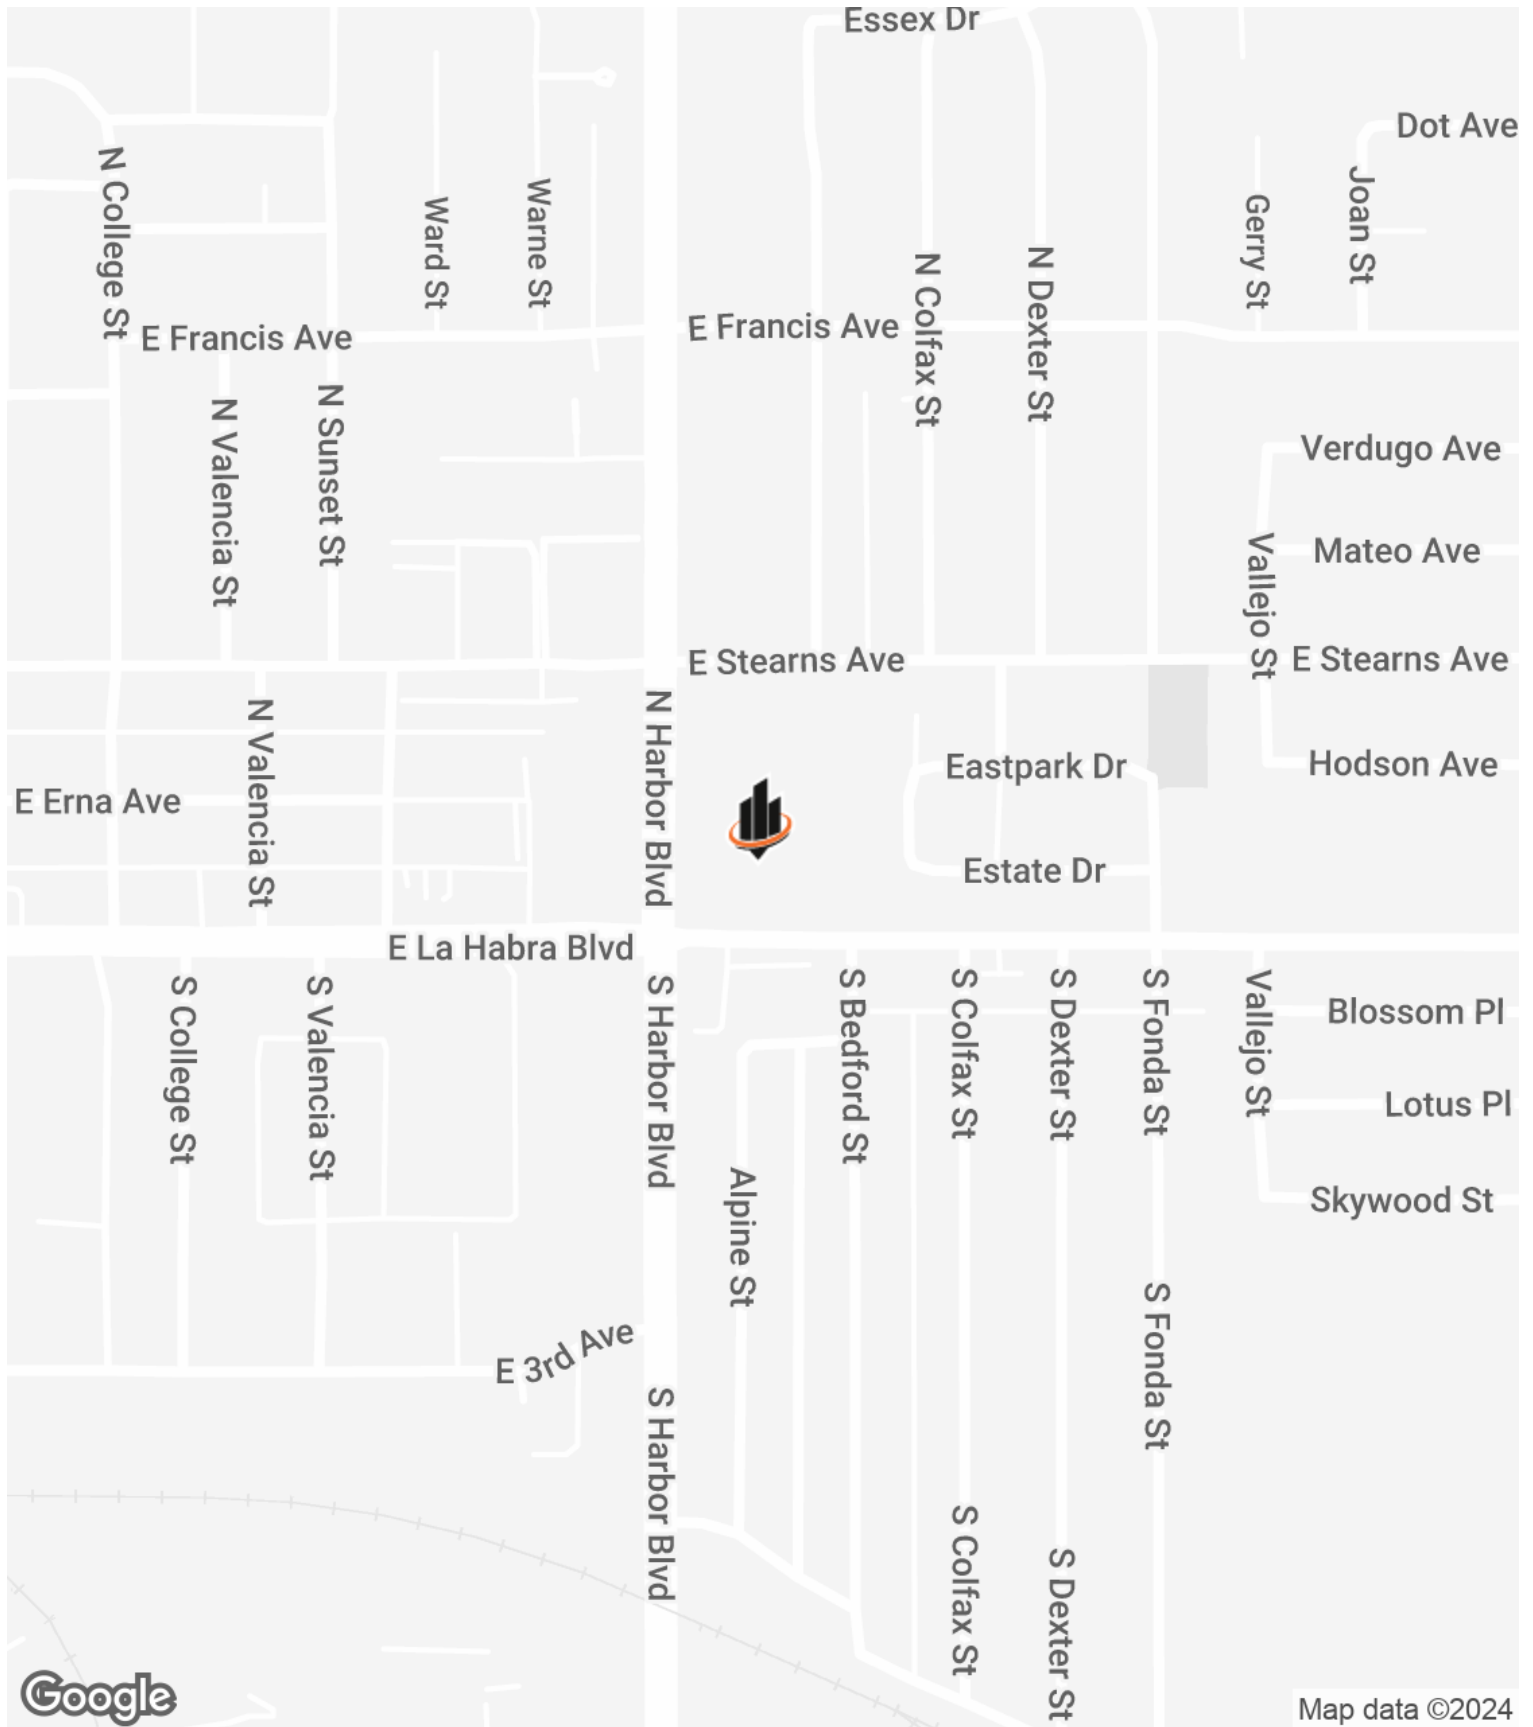 Essex Dr
Dot Ave
N College St
Ward St
Warne St
Joan St
Gerry St
N Colfax St
N Dexter St
E Francis Ave
E Francis Ave
N Valencia St
N Sunset St
Verdugo Ave
Mateo Ave
Vallejo St
E Stearns Ave
E Stearns Ave
N Valencia St
N Harbor Blvd
Eastpark Dr
Hodson Ave
E Erna Ave
Estate Dr
E La Habra Blvd
S College St
S Valencia St
S Harbor Blvd
S Bedford St
S Colfax St
S Dexter St
S Fonda St
Vallejo St
Blossom Pl
Lotus Pl
Alpine St
Skywood St
S Fonda St
E 3rd Ave
S Harbor Blvd
S Colfax St
S Dexter St
Google
Map data ©2024